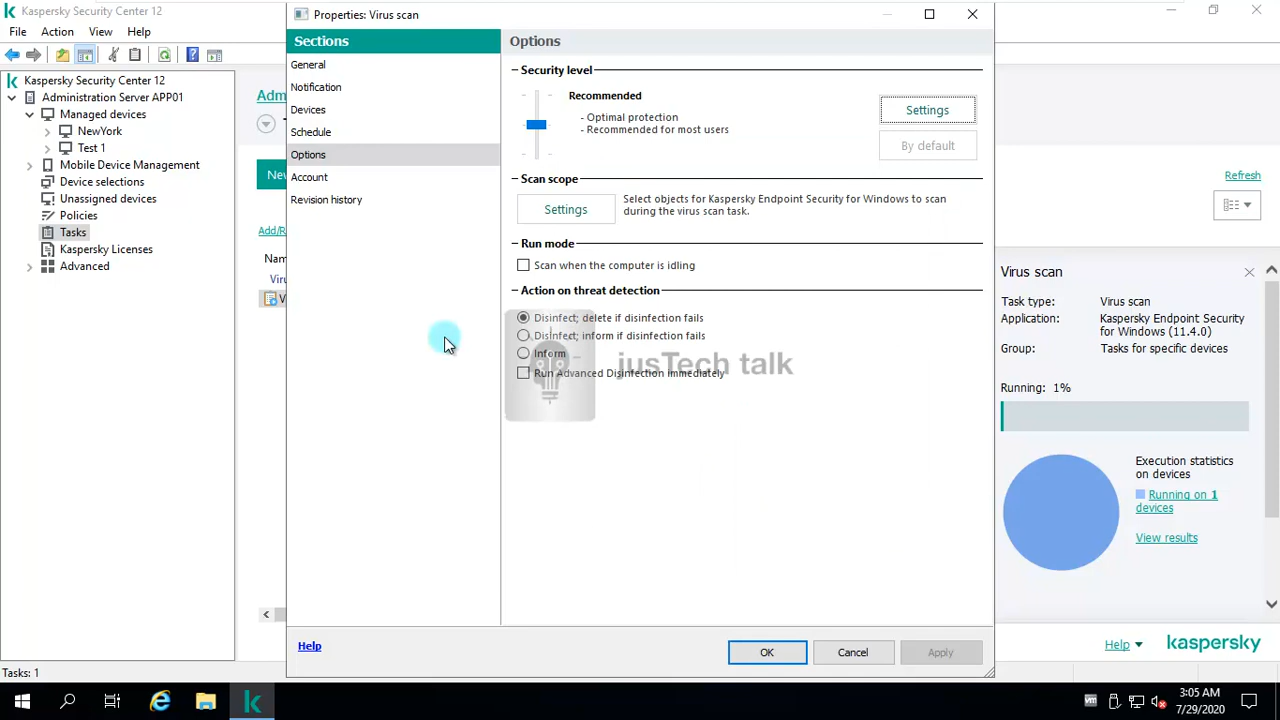 Kaspersky Security Center 12
File Action View Help
Kaspersky Security Center 12
Administration Server APP01
Managed devices
NewYork
Test 1
Mobile Device Management
Device selections
Unassigned devices
Policies
Tasks
Kaspersky Licenses
Advanced
Tasks: 1
Adm
New
Add/R
Nam
Viru
V
Properties: Virus scan
Sections
General
Notification
Devices
Schedule
Options
Account
Revision history
Help
Options
Security level
Recommended
- Optimal protection
- Recommended for most users
Settings
By default
Scan scope
Settings
Select objects for Kaspersky Endpoint Security for Windows to scan
during the virus scan task.
Run mode
Scan when the computer is idling
Action on threat detection
Disinfect; delete if disinfection fails
Disinfect; inform if disinfection fails
Inform
Run Advanced Disinfection immediately
jusTech talk
OK Cancel Apply
Refresh
Virus scan
Task type: Virus scan
Application: Kaspersky Endpoint Security
for Windows (11.4.0)
Group: Tasks for specific devices
Running: 1%
Execution statistics
on devices
Running on 1
devices
View results
Help kaspersky
vm
3:05 AM
7/29/2020